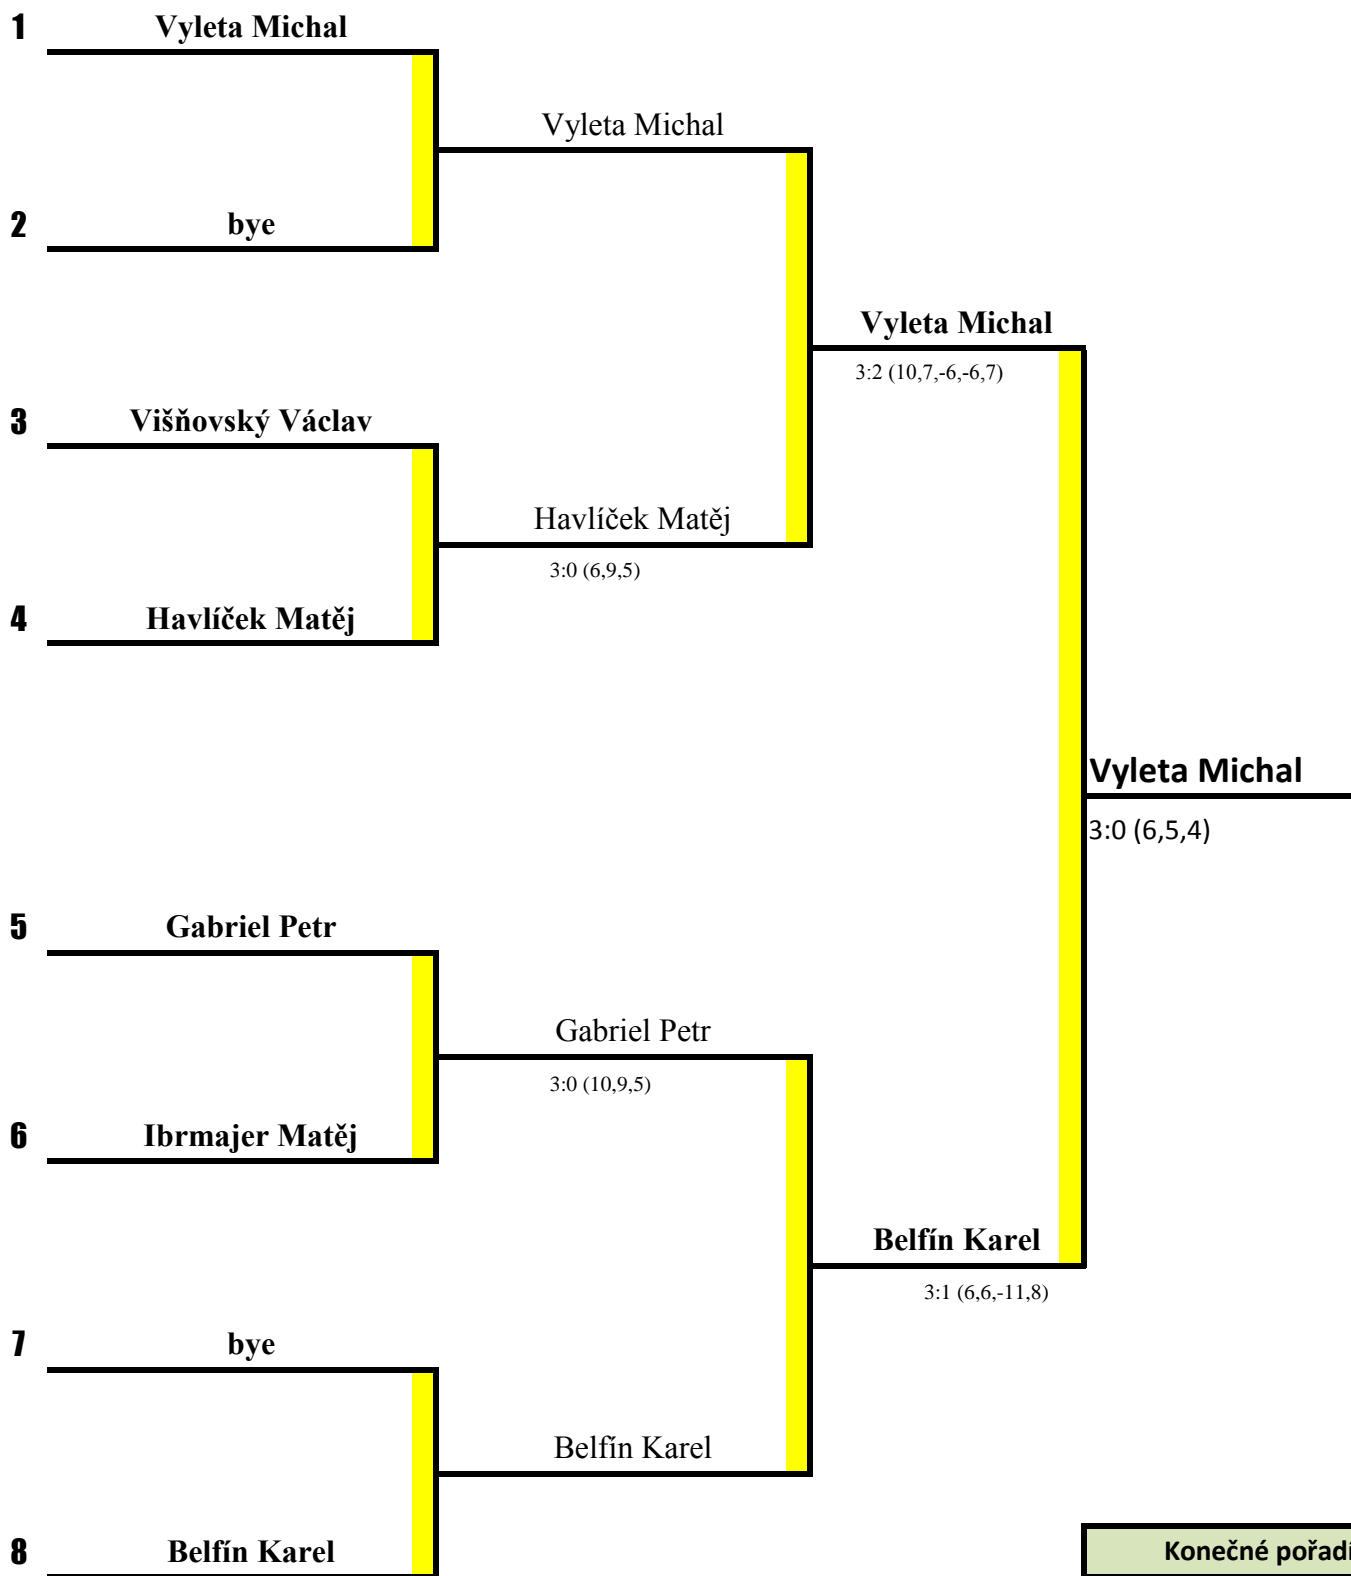 1 Vyleta Michal
Vyleta Michal
2 bye
Vyleta Michal
3:2 (10,7,-6,-6,7)
3 Višňovský Václav
Havlíček Matěj
3:0 (6,9,5)
4 Havlíček Matěj
Vyleta Michal
3:0 (6,5,4)
5 Gabriel Petr
Gabriel Petr
3:0 (10,9,5)
6 Ibrmajer Matěj
Belfín Karel
3:1 (6,6,-11,8)
7 bye
Belfín Karel
8 Belfín Karel
Konečné pořadí